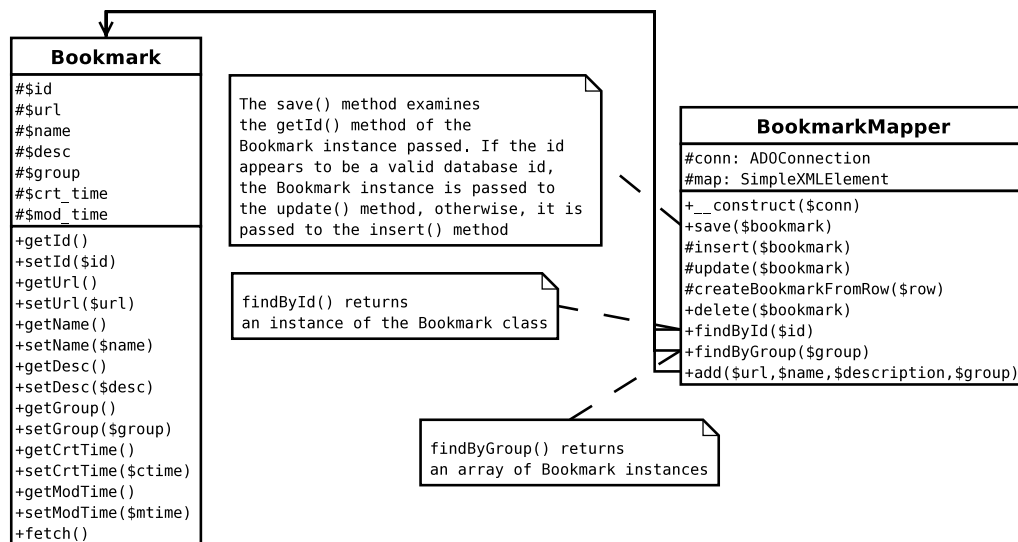 Bookmark
#$id
#$url
#$name
#$desc
#$group
#$crt_time
#$mod_time
+getId()
+setId($id)
+getUrl()
+setUrl($url)
+getName()
+setName($name)
+getDesc()
+setDesc($desc)
+getGroup()
+setGroup($group)
+getCrtTime()
+setCrtTime($ctime)
+getModTime()
+setModTime($mtime)
+fetch()
The save() method examines
the getId() method of the
Bookmark instance passed. If the id
appears to be a valid database id,
the Bookmark instance is passed to
the update() method, otherwise, it is
passed to the insert() method
findById() returns
an instance of the Bookmark class
findByGroup() returns
an array of Bookmark instances
BookmarkMapper
#conn: ADOConnection
#map: SimpleXMLElement
+__construct($conn)
+save($bookmark)
#insert($bookmark)
#update($bookmark)
#createBookmarkFromRow($row)
+delete($bookmark)
+findById($id)
+findByGroup($group)
+add($url,$name,$description,$group)